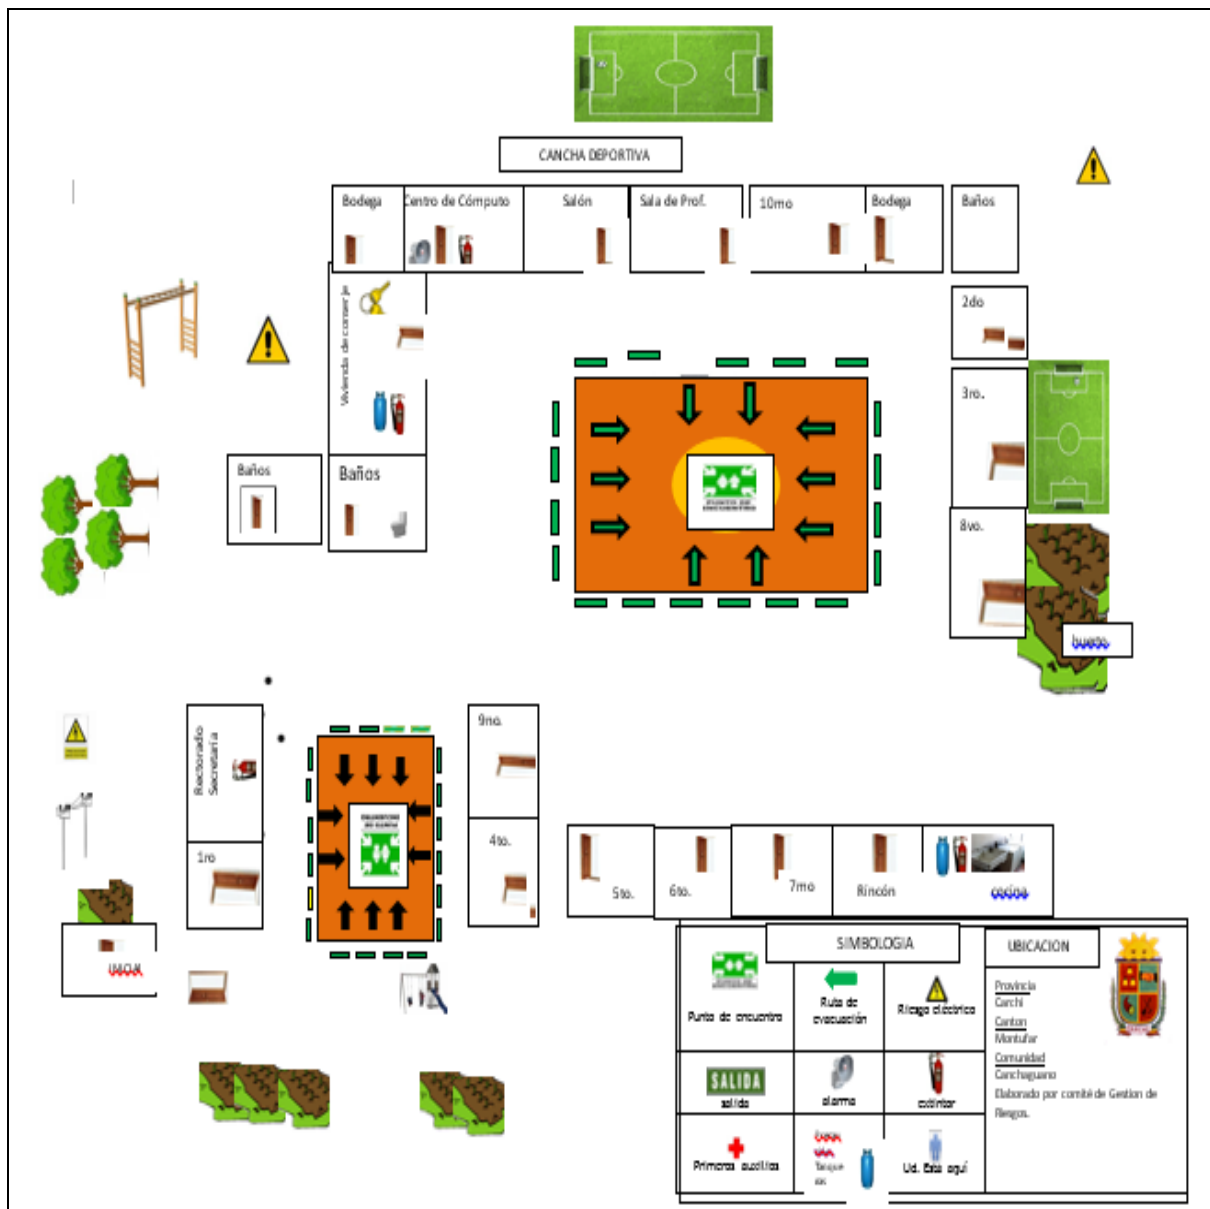 CANCHA DEPORTIVA
Bodega
Centro de Cómputo
Salón
Sala de Prof.
10mo
Bodega
Baños
Vivienda de conserje
2do
3ro.
8vo.
Baños
Baños
huerto.
Rectorado
Secretaría
1ro
9no.
4to.
5to.
6to.
7mo
Rincón
cocina
SIMBOLOGIA
Punto de encuentro
Ruta de
evacuación
Riesgo eléctrico
SALIDA
salida
alarma
extintor
Primeros auxilios
Tanque
Ud. Esta aquí
UBICACION
Provincia
Carchi
Canton
Montufar
Comunidad
Canchaguano
Elaborado por comité de Gestion de
Riesgos.